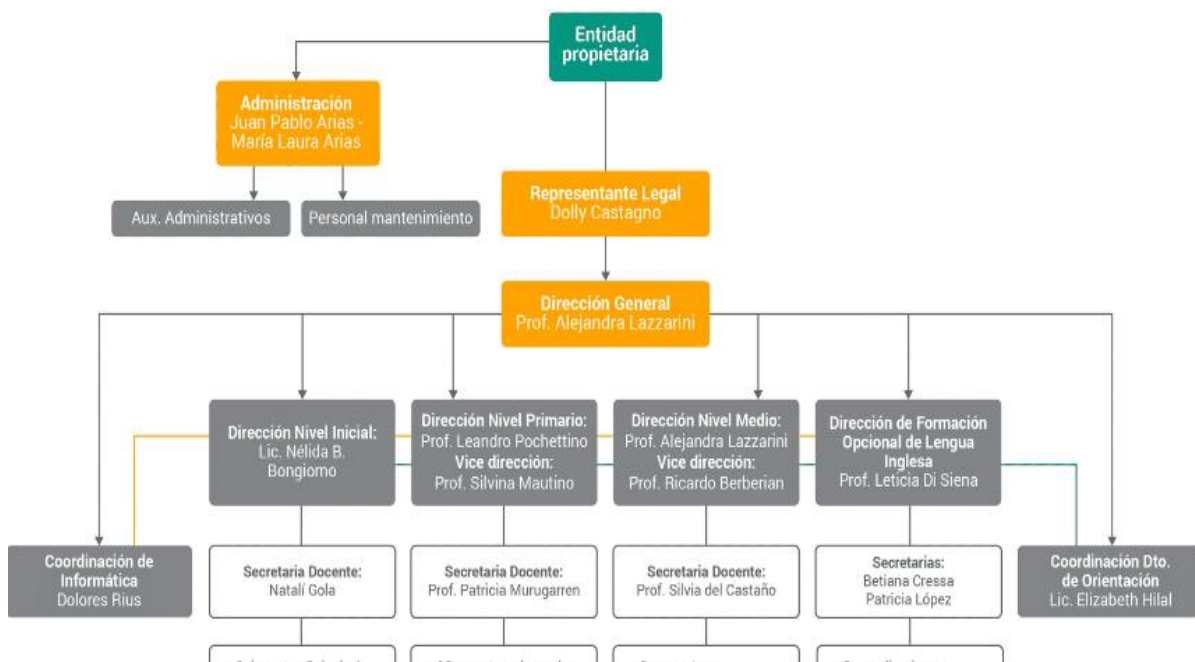 Entidad
propietaria
Administración
Juan Pablo Arias -
María Laura Arias
Aux. Administrativos
Personal mantenimiento
Representante Legal
Dolly Castagno
Dirección General
Prof. Alejandra Lazzarini
Dirección Nivel Inicial:
Lic. Nélida B.
Bongiorno
Dirección Nivel Primario:
Prof. Leandro Pochettino
Vice dirección:
Prof. Silvina Mautino
Dirección Nivel Medio:
Prof. Alejandra Lazzarini
Vice dirección:
Prof. Ricardo Berberian
Dirección de Formación
Opcional de Lengua
Inglesa
Prof. Leticia Di Siena
Coordinación de
Informática
Dolores Rius
Secretaria Docente:
Natalí Gola
Secretaria Docente:
Prof. Patricia Murugarren
Secretaria Docente:
Prof. Silvia del Castaño
Secretarias:
Betiana Cressa
Patricia López
Coordinación Dto.
de Orientación
Lic. Elizabeth Hilal